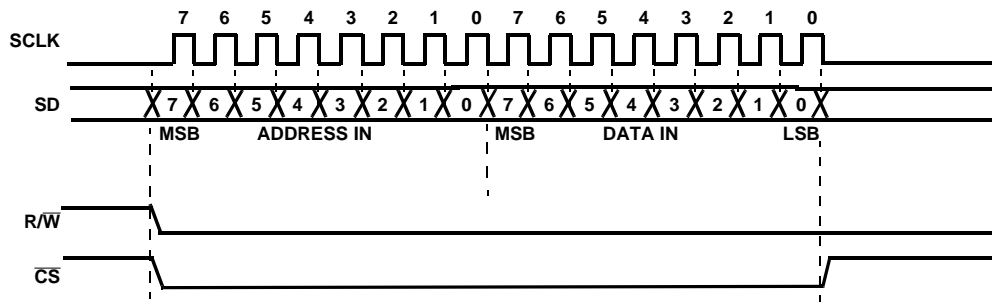 7 6 5 4 3 2 1 0 7 6 5 4 3 2 1 0
SCLK
SD 7 6 5 4 3 2 1 0 7 6 5 4 3 2 1 0
MSB ADDRESS IN MSB DATA IN LSB
R/W̅
C̅S̅